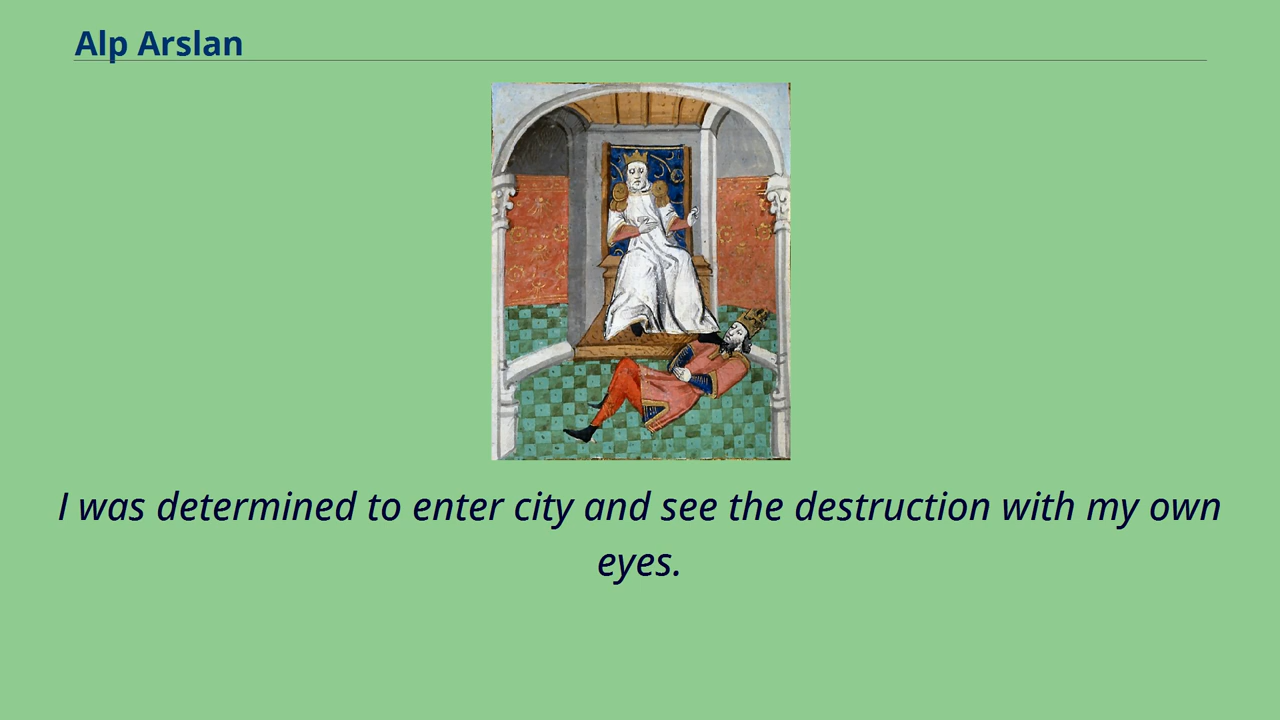 Alp Arslan
I was determined to enter city and see the destruction with my own
eyes.